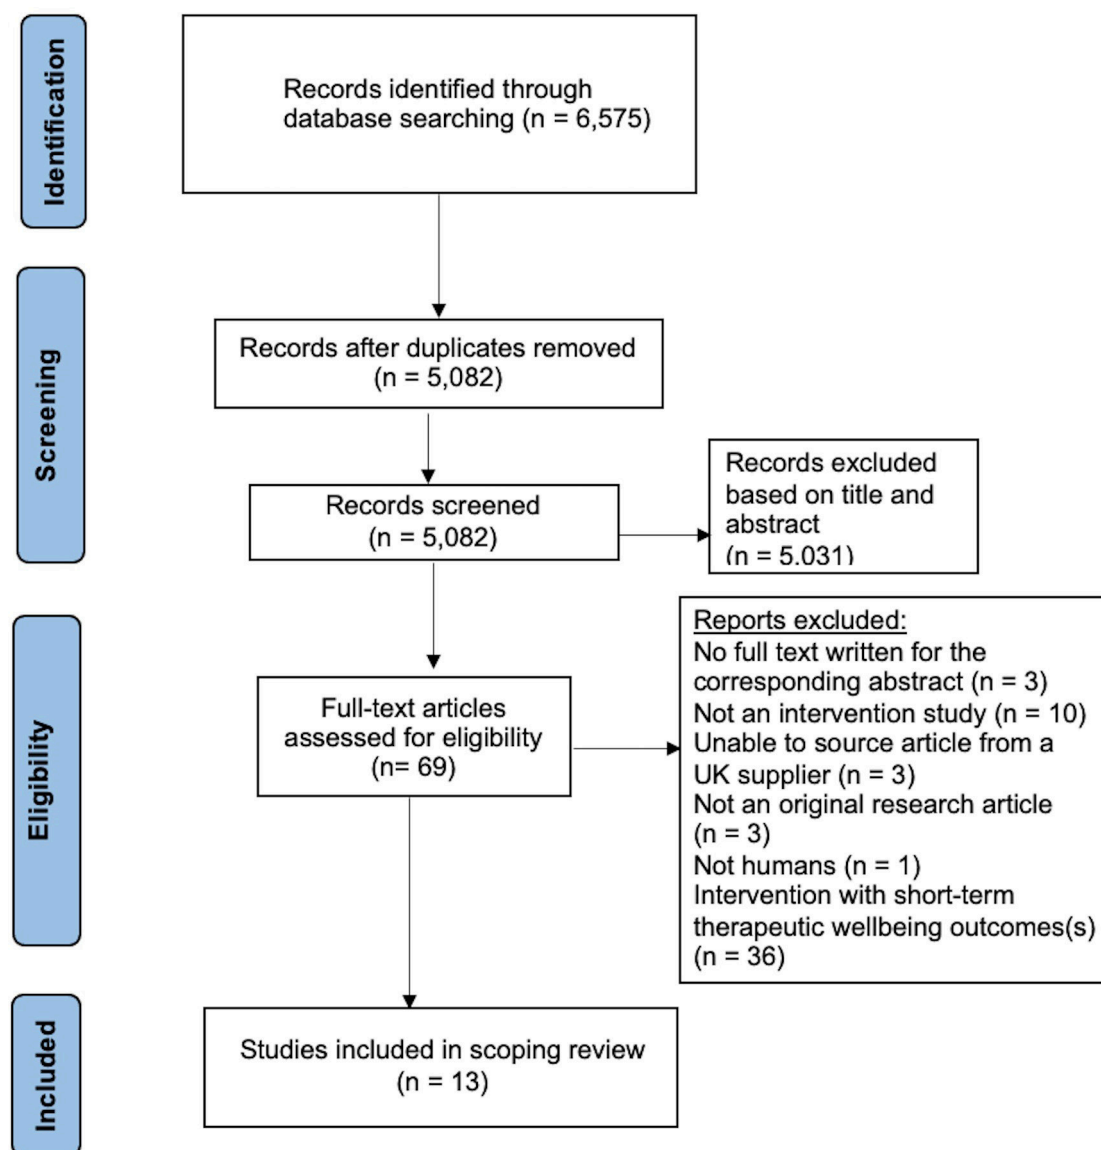 Identification
Records identified through
database searching (n = 6,575)
Screening
Records after duplicates removed
(n = 5,082)
Records screened
(n = 5,082)
Records excluded
based on title and
abstract
(n = 5.031)
Eligibility
Full-text articles
assessed for eligibility
(n= 69)
Reports excluded:
No full text written for the
corresponding abstract (n = 3)
Not an intervention study (n = 10)
Unable to source article from a
UK supplier (n = 3)
Not an original research article
(n = 3)
Not humans (n = 1)
Intervention with short-term
therapeutic wellbeing outcomes(s)
(n = 36)
Included
Studies included in scoping review
(n = 13)